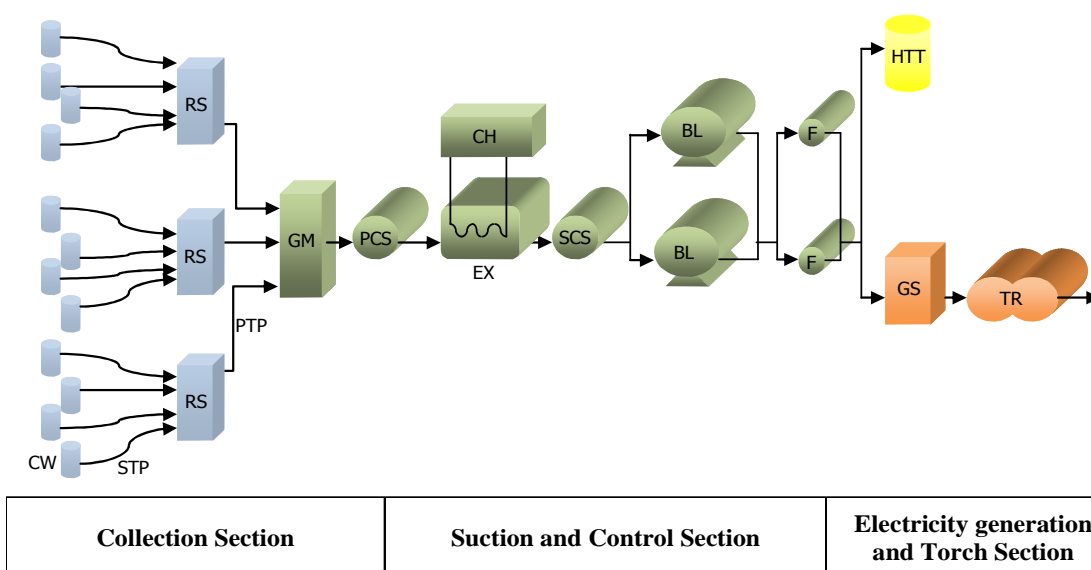 HTT
RS
CH
BL
F
GM
PCS
SCS
RS
EX
BL
F
GS
TR
PTP
RS
CW
STP
Collection Section
Suction and Control Section
Electricity generation
and Torch Section